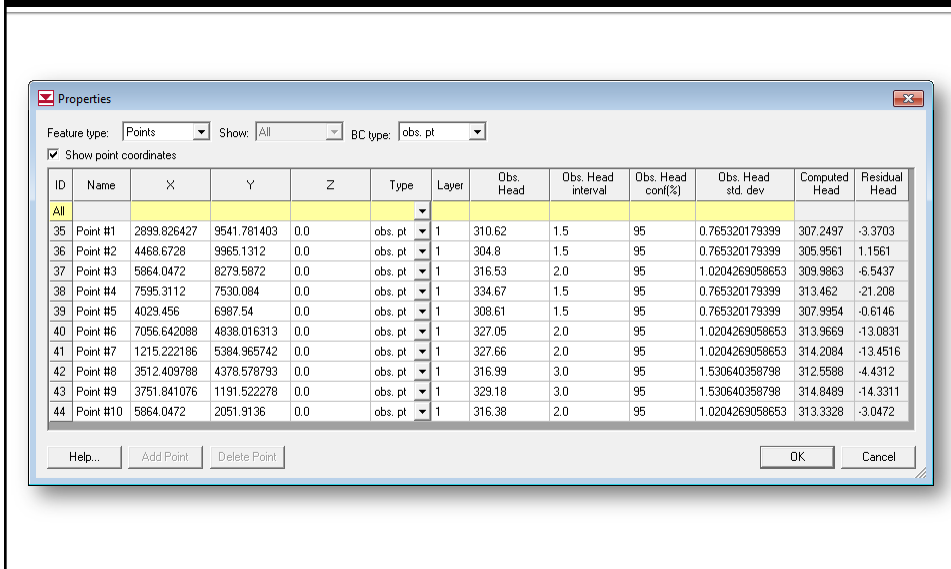 Properties
Feature type: Points Show: All BC type: obs. pt
Show point coordinates
ID Name X Y Z Type Layer Obs. Head Obs. Head interval Obs. Head conf(%) Obs. Head std. dev Computed Head Residual Head
All
35 Point #1 2899.826427 9541.781403 0.0 obs. pt 1 310.62 1.5 95 0.765320179399 307.2497 -3.3703
36 Point #2 4468.6728 9965.1312 0.0 obs. pt 1 304.8 1.5 95 0.765320179399 305.9561 1.1561
37 Point #3 5864.0472 8279.5872 0.0 obs. pt 1 316.53 2.0 95 1.0204269058653 309.9863 -6.5437
38 Point #4 7595.3112 7530.084 0.0 obs. pt 1 334.67 1.5 95 0.765320179399 313.462 -21.208
39 Point #5 4029.456 6987.54 0.0 obs. pt 1 308.61 1.5 95 0.765320179399 307.9954 -0.6146
40 Point #6 7056.642088 4838.016313 0.0 obs. pt 1 327.05 2.0 95 1.0204269058653 313.9669 -13.0831
41 Point #7 1215.222186 5384.965742 0.0 obs. pt 1 327.66 2.0 95 1.0204269058653 314.2084 -13.4516
42 Point #8 3512.409788 4378.578793 0.0 obs. pt 1 316.99 3.0 95 1.530640358798 312.5588 -4.4312
43 Point #9 3751.841076 1191.522278 0.0 obs. pt 1 329.18 3.0 95 1.530640358798 314.8489 -14.3311
44 Point #10 5864.0472 2051.9136 0.0 obs. pt 1 316.38 2.0 95 1.0204269058653 313.3328 -3.0472
Help... Add Point Delete Point OK Cancel